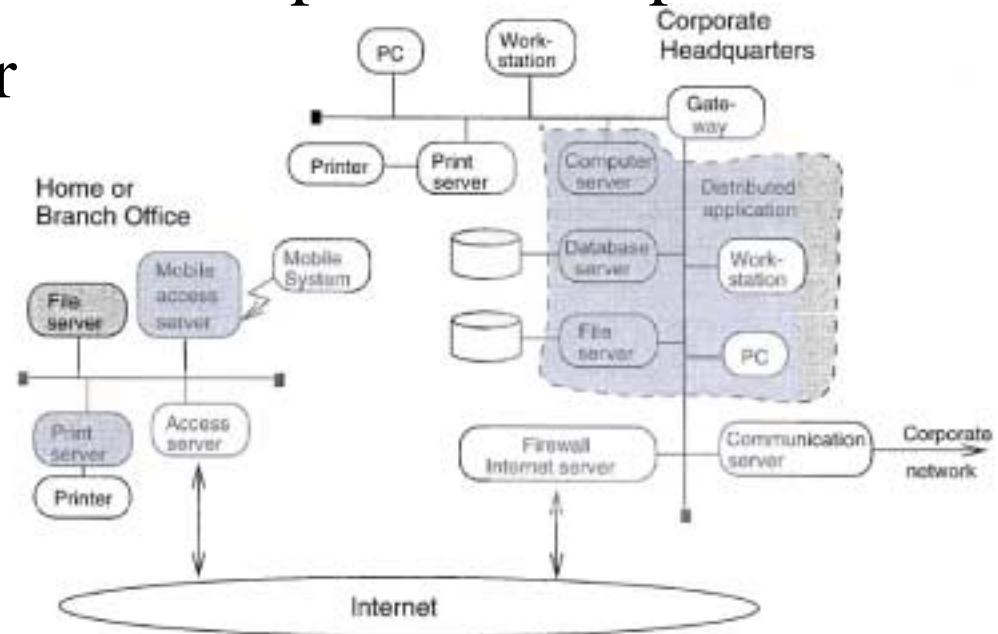 r
Corporate
Headquarters
PC
Work-
station
Gate-
way
Printer
Print
server
Computer
server
Distributed
application
Home or
Branch Office
Database
server
Work-
station
Mobile
access
server
Mobile
System
File
server
File
server
PC
Print
server
Access
server
Printer
Firewall
Internet server
Communication
server
Corporate
network
Internet